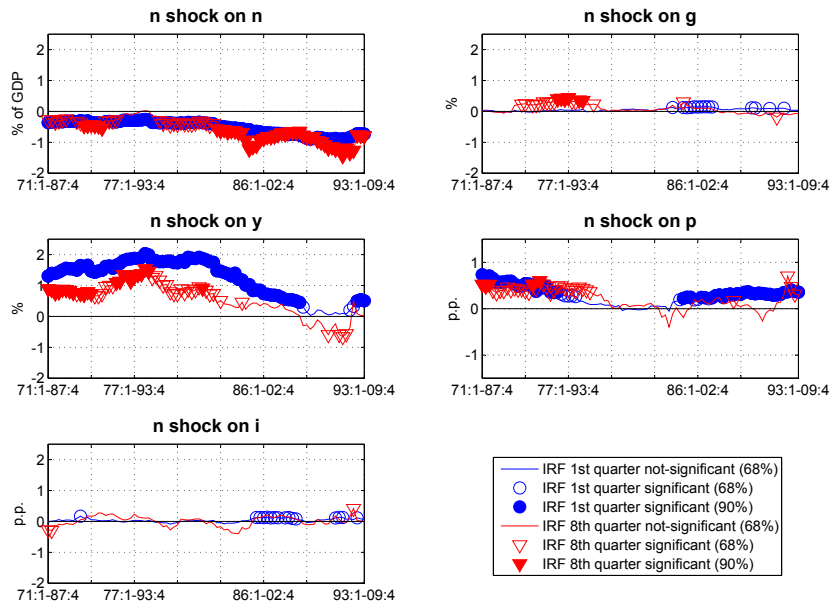 n shock on n
2
1
0
-1
-2
% of GDP
71:1-87:4 77:1-93:4 86:1-02:4 93:1-09:4
n shock on g
2
1
0
-1
-2
%
71:1-87:4 77:1-93:4 86:1-02:4 93:1-09:4
n shock on y
2
1
0
-1
-2
%
71:1-87:4 77:1-93:4 86:1-02:4 93:1-09:4
n shock on p
1
0
-1
p.p.
71:1-87:4 77:1-93:4 86:1-02:4 93:1-09:4
n shock on i
2
1
0
-1
-2
p.p.
71:1-87:4 77:1-93:4 86:1-02:4 93:1-09:4
IRF 1st quarter not-significant (68%)
IRF 1st quarter significant (68%)
IRF 1st quarter significant (90%)
IRF 8th quarter not-significant (68%)
IRF 8th quarter significant (68%)
IRF 8th quarter significant (90%)